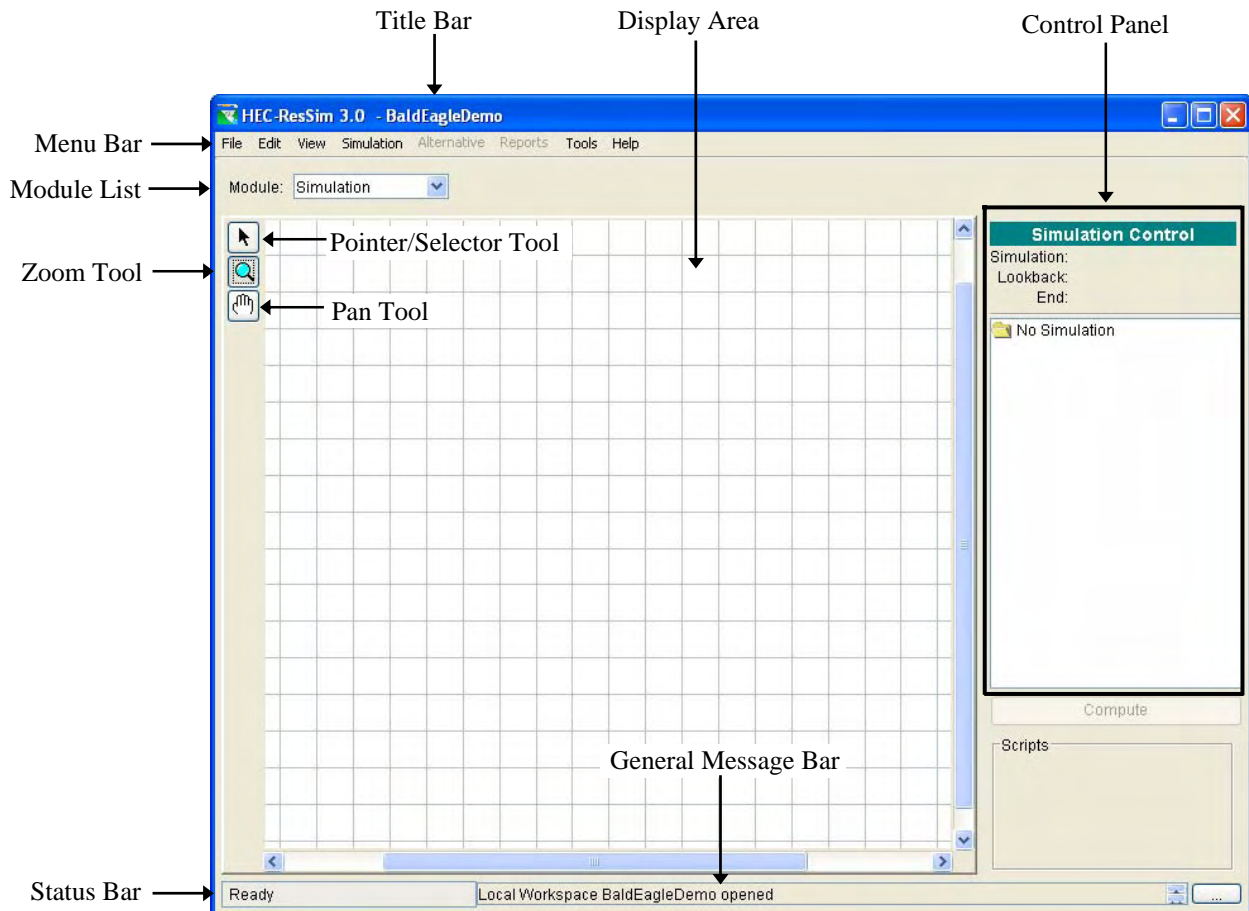 Title Bar
Display Area
Control Panel
HEC-ResSim 3.0 - BaldEagleDemo
Menu Bar
File Edit View Simulation Alternative Reports Tools Help
Module List
Module: Simulation
Pointer/Selector Tool
Zoom Tool
Pan Tool
Simulation Control
Simulation:
Lookback:
End:
No Simulation
Compute
Scripts
General Message Bar
Status Bar
Ready
Local Workspace BaldEagleDemo opened
...